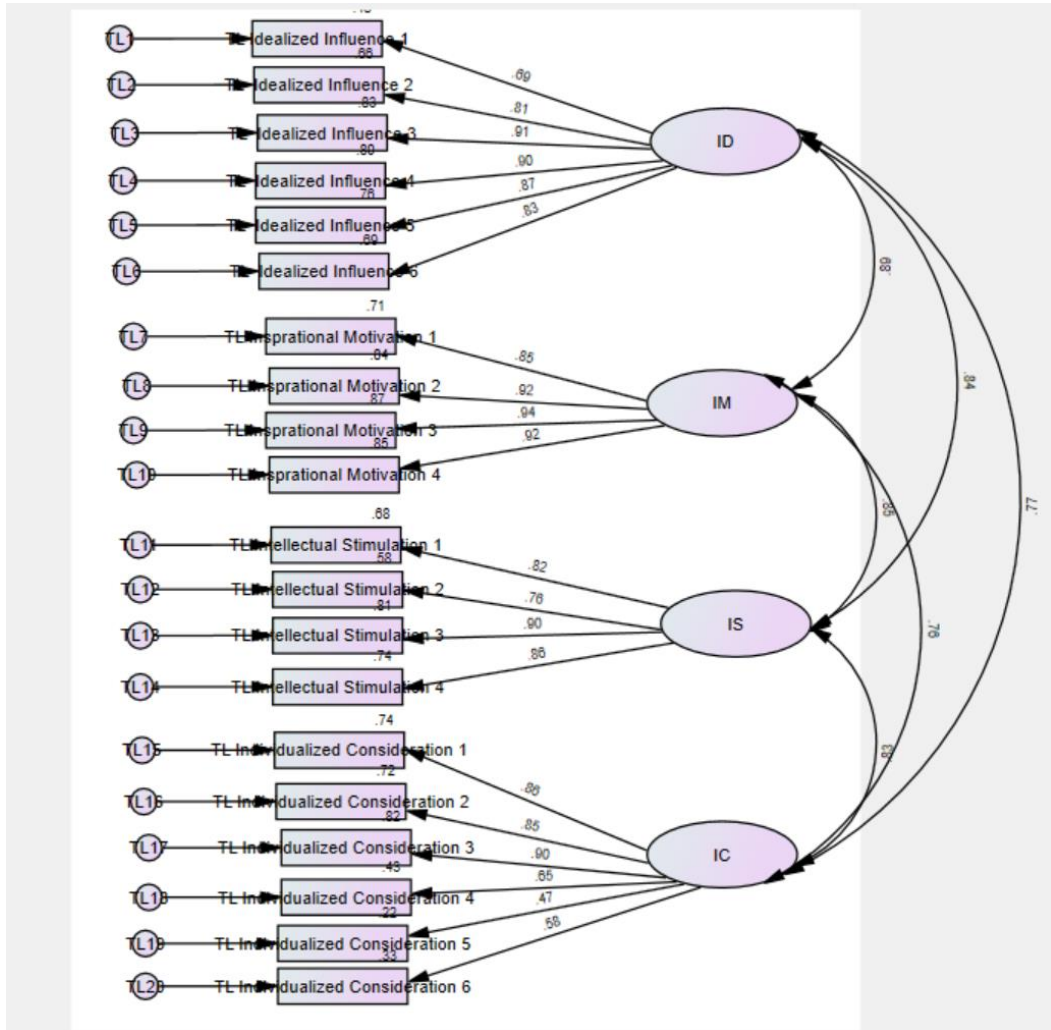 TL1
TL Idealized Influence 1
.69
.66
TL2
TL Idealized Influence 2
.81
.83
TL3
TL Idealized Influence 3
.91
ID
.80
TL4
TL Idealized Influence 4
.90
.76
TL5
TL Idealized Influence 5
.87
.69
TL6
TL Idealized Influence 6
.83
.71
TL7
TL Insprational Motivation 1
.85
.84
TL8
TL Insprational Motivation 2
.92
.84
.87
IM
TL9
TL Insprational Motivation 3
.94
.85
TL10
TL Insprational Motivation 4
.92
.77
.68
TL11
TL Intellectual Stimulation 1
.82
.58
TL12
TL Intellectual Stimulation 2
.76
.81
IS
TL13
TL Intellectual Stimulation 3
.90
.76
.74
TL14
TL Intellectual Stimulation 4
.86
.74
TL15
TL Individualized Consideration 1
.86
.83
.72
TL16
TL Individualized Consideration 2
.85
.82
TL17
TL Individualized Consideration 3
.90
IC
.43
TL18
TL Individualized Consideration 4
.65
.22
TL19
TL Individualized Consideration 5
.47
.33
TL20
TL Individualized Consideration 6
.58